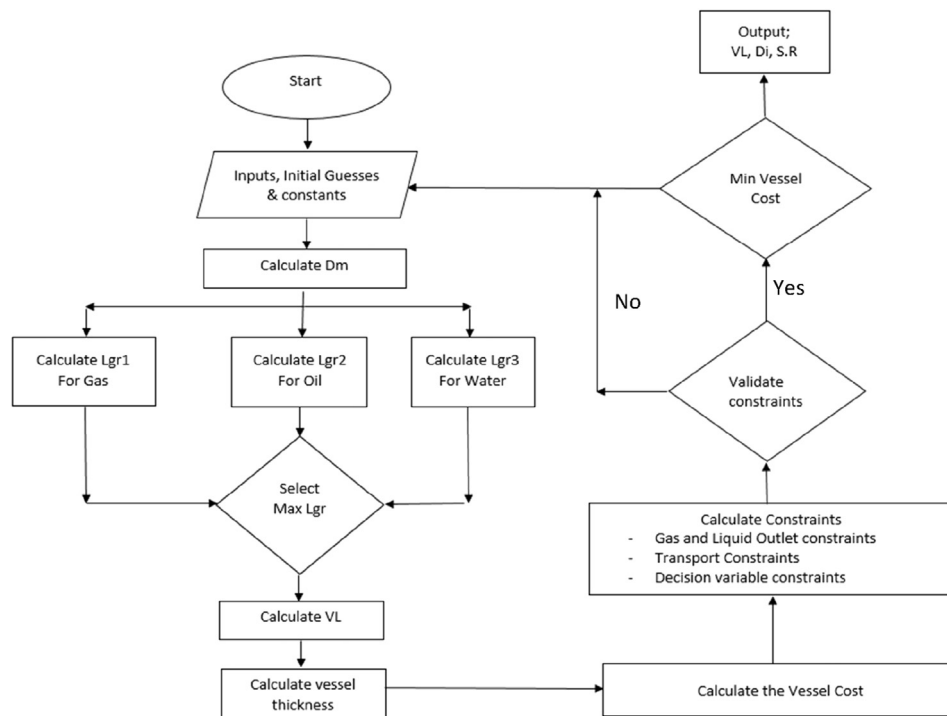 Start
Inputs, Initial Guesses
& constants
Calculate Dm
Calculate Lgr1
For Gas
Calculate Lgr2
For Oil
Calculate Lgr3
For Water
Select
Max Lgr
Calculate VL
Calculate vessel
thickness
Calculate the Vessel Cost
Calculate Constraints
- Gas and Liquid Outlet constraints
- Transport Constraints
- Decision variable constraints
Validate
constraints
No
Yes
Min Vessel
Cost
Output;
VL, Di, S.R